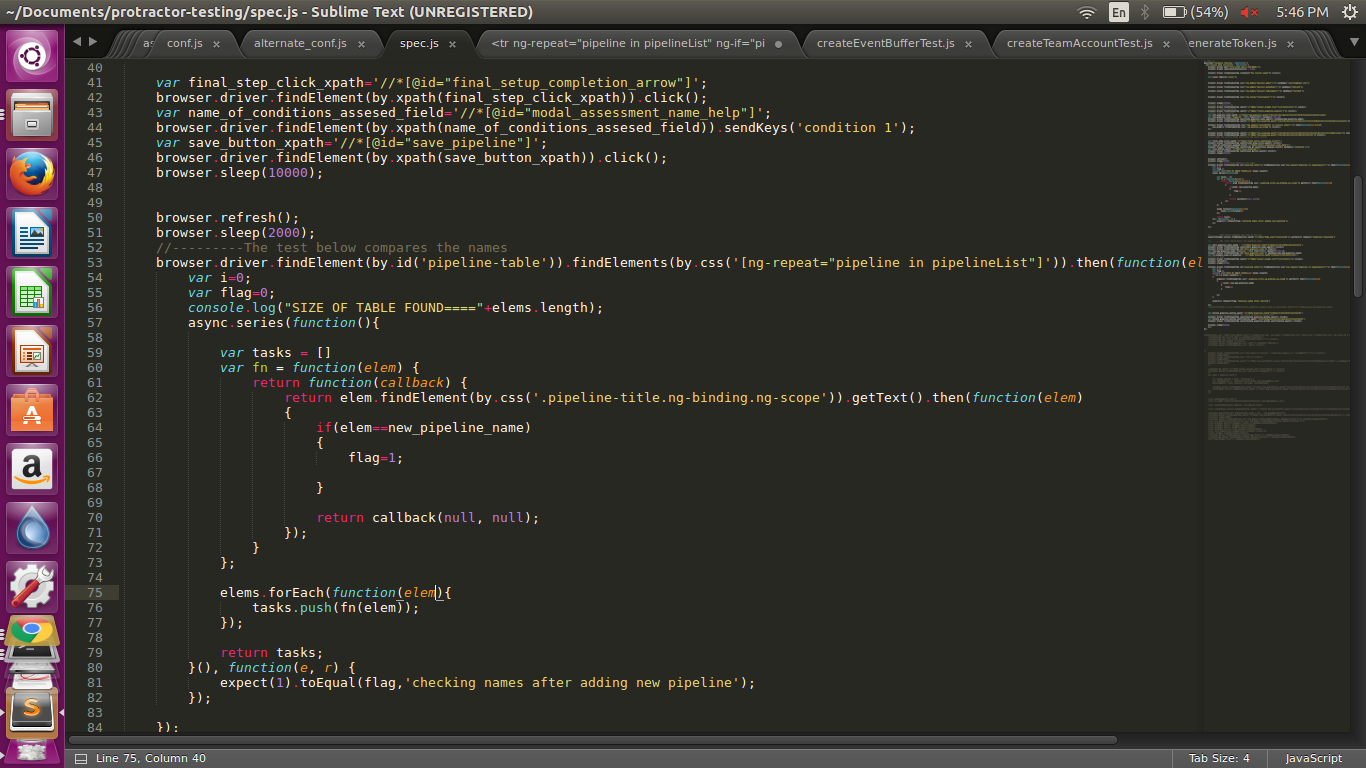 ~/Documents/protractor-testing/spec.js - Sublime Text (UNREGISTERED)
En (54%) 5:46 PM
as conf.js × alternate_conf.js × spec.js × <tr ng-repeat="pipeline in pipelineList" ng-if="pi createEventBufferTest.js × createTeamAccountTest.js × enerateToken.js ×
40
41 var final_step_click_xpath='//*[@id="final_setup_completion_arrow"]';
42 browser.driver.findElement(by.xpath(final_step_click_xpath)).click();
43 var name_of_conditions_assesed_field='//*[@id="modal_assessment_name_help"]';
44 browser.driver.findElement(by.xpath(name_of_conditions_assesed_field)).sendKeys('condition 1');
45 var save_button_xpath='//*[@id="save_pipeline"]';
46 browser.driver.findElement(by.xpath(save_button_xpath)).click();
47 browser.sleep(10000);
48
49
50 browser.refresh();
51 browser.sleep(2000);
52 //---------The test below compares the names
53 browser.driver.findElement(by.id('pipeline-table')).findElements(by.css('[ng-repeat="pipeline in pipelineList"]')).then(function(el
54 var i=0;
55 var flag=0;
56 console.log("SIZE OF TABLE FOUND===="+elems.length);
57 async.series(function(){
58
59 var tasks = []
60 var fn = function(elem) {
61 return function(callback) {
62 return elem.findElement(by.css('.pipeline-title.ng-binding.ng-scope')).getText().then(function(elem)
63 {
64 if(elem==new_pipeline_name)
65 {
66 flag=1;
67
68 }
69
70 return callback(null, null);
71 });
72 }
73 };
74
75 elems.forEach(function(elem){
76 tasks.push(fn(elem));
77 });
78
79 return tasks;
80 }(), function(e, r) {
81 expect(1).toEqual(flag,'checking names after adding new pipeline');
82 });
83
84 });
Line 75, Column 40 Tab Size: 4 JavaScript